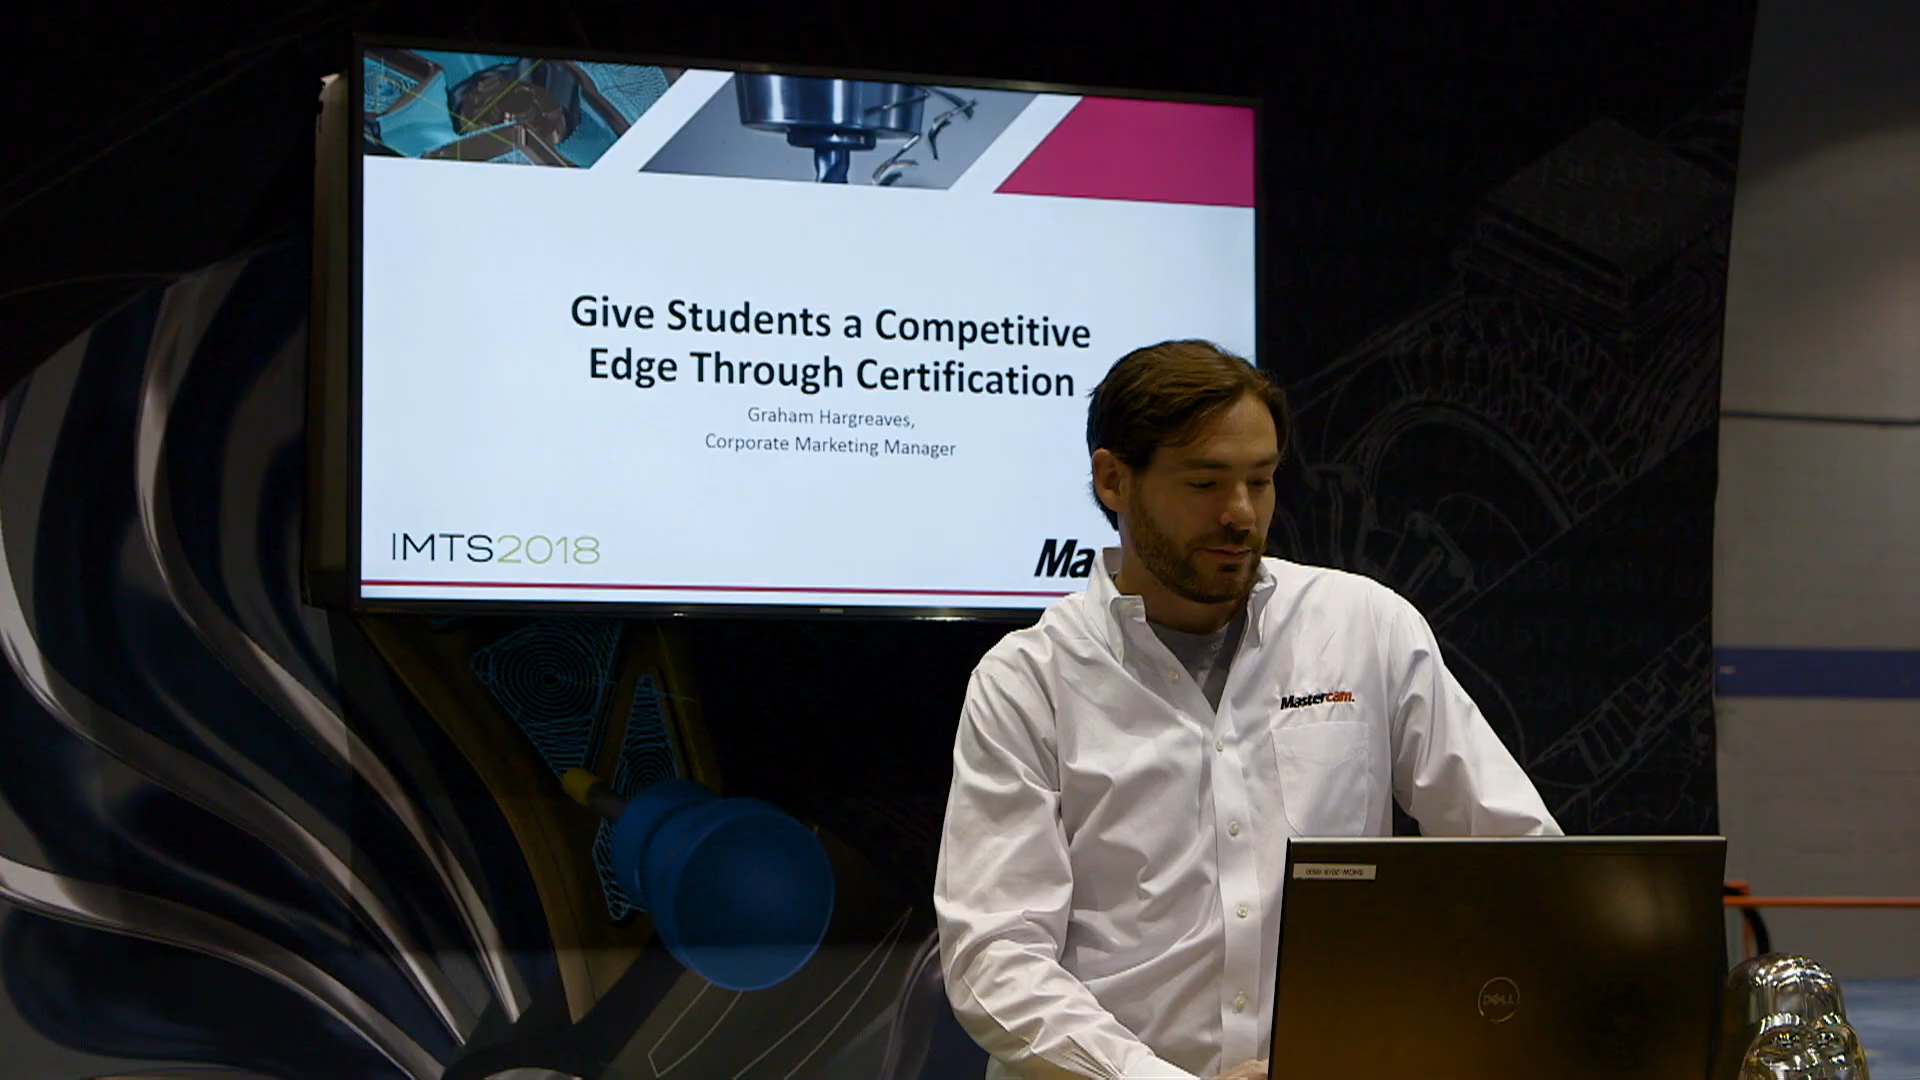 Give Students a Competitive
Edge Through Certification
Graham Hargreaves,
Corporate Marketing Manager
IMTS2018
Ma
Mastercam.
DELL